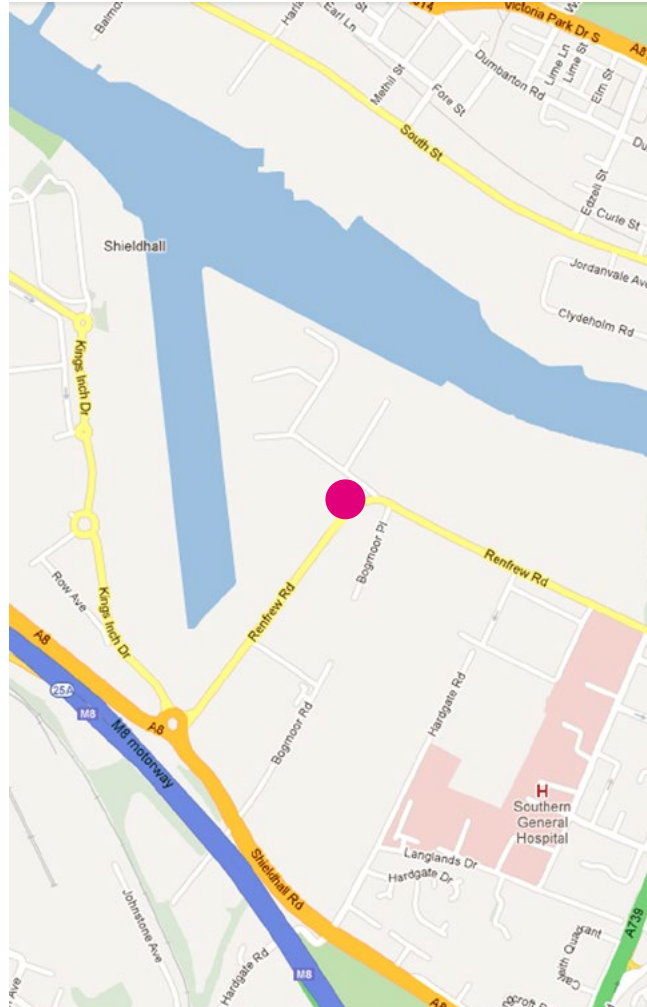 Victoria Park Dr S
A814
Earl Ln
Lime Ln
Lime St
Elm St
Dumbarton Rd
Methil St
Fore St
South St
Edzell St
Curle St
Shieldhall
Jordanvale Ave
Clydeholm Rd
Kings Inch Dr
Bogmoor Pl
Renfrew Rd
Row Ave
Kings Inch Dr
Renfrew Rd
A8
25A
M8
M8 motorway
A8
Bogmoor Rd
Hardgate Rd
H
Southern
General
Hospital
Langlands Dr
Hardgate Dr
Shieldhall Rd
Johnstone Ave
A739
Hardgate Rd
M8